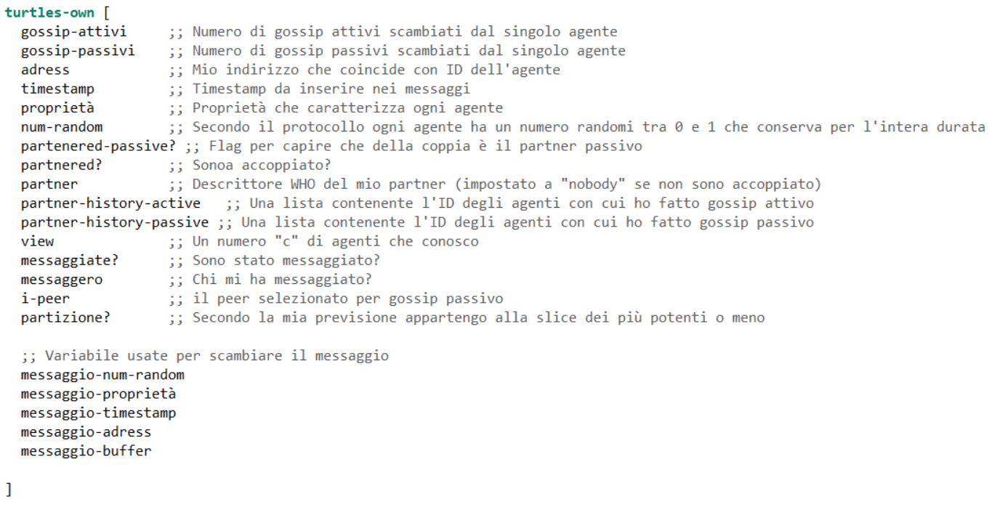 turtles-own [
gossip-attivi ;; Numero di gossip attivi scambiati dal singolo agente
gossip-passivi ;; Numero di gossip passivi scambiati dal singolo agente
adress ;; Mio indirizzo che coincide con ID dell'agente
timestamp ;; Timestamp da inserire nei messaggi
proprietà ;; Proprietà che caratterizza ogni agente
num-random ;; Secondo il protocollo ogni agente ha un numero randomi tra 0 e 1 che conserva per l'intera durata
partenered-passive? ;; Flag per capire che della coppia è il partner passivo
partnered? ;; Sonoa accoppiato?
partner ;; Descrittore WHO del mio partner (impostato a "nobody" se non sono accoppiato)
partner-history-active ;; Una lista contenente l'ID degli agenti con cui ho fatto gossip attivo
partner-history-passive ;; Una lista contenente l'ID degli agenti con cui ho fatto gossip passivo
view ;; Un numero "c" di agenti che conosco
messaggiate? ;; Sono stato messaggiato?
messaggero ;; Chi mi ha messaggiato?
i-peer ;; il peer selezionato per gossip passivo
partizione? ;; Secondo la mia previsione appartengo alla slice dei più potenti o meno
;; Variabile usate per scambiare il messaggio
messaggio-num-random
messaggio-proprietà
messaggio-timestamp
messaggio-adress
messaggio-buffer
]